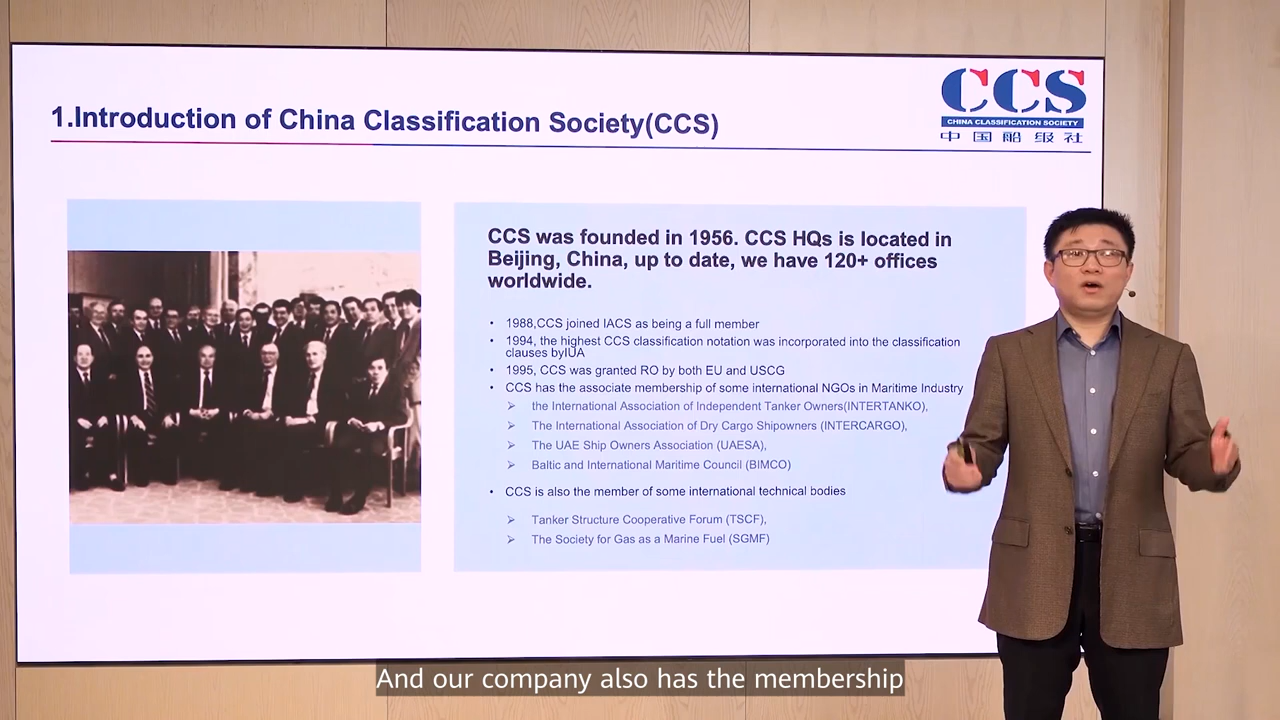 CCS
CHINA CLASSIFICATION SOCIETY
中国船级社
1.Introduction of China Classification Society(CCS)
CCS was founded in 1956. CCS HQs is located in
Beijing, China, up to date, we have 120+ offices
worldwide.
• 1988,CCS joined IACS as being a full member
• 1994, the highest CCS classification notation was incorporated into the classification
clauses byIUA
• 1995, CCS was granted RO by both EU and USCG
• CCS has the associate membership of some international NGOs in Maritime Industry
➢ the International Association of Independent Tanker Owners(INTERTANKO),
➢ The International Association of Dry Cargo Shipowners (INTERCARGO),
➢ The UAE Ship Owners Association (UAESA),
➢ Baltic and International Maritime Council (BIMCO)
• CCS is also the member of some international technical bodies
➢ Tanker Structure Cooperative Forum (TSCF),
➢ The Society for Gas as a Marine Fuel (SGMF)
And our company also has the membership